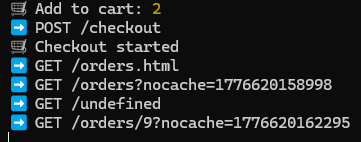 🛒 Add to cart: 2
➡ POST /checkout
🛒 Checkout started
➡ GET /orders.html
➡ GET /orders?nocache=1776620158998
➡ GET /undefined
➡ GET /orders/9?nocache=1776620162295